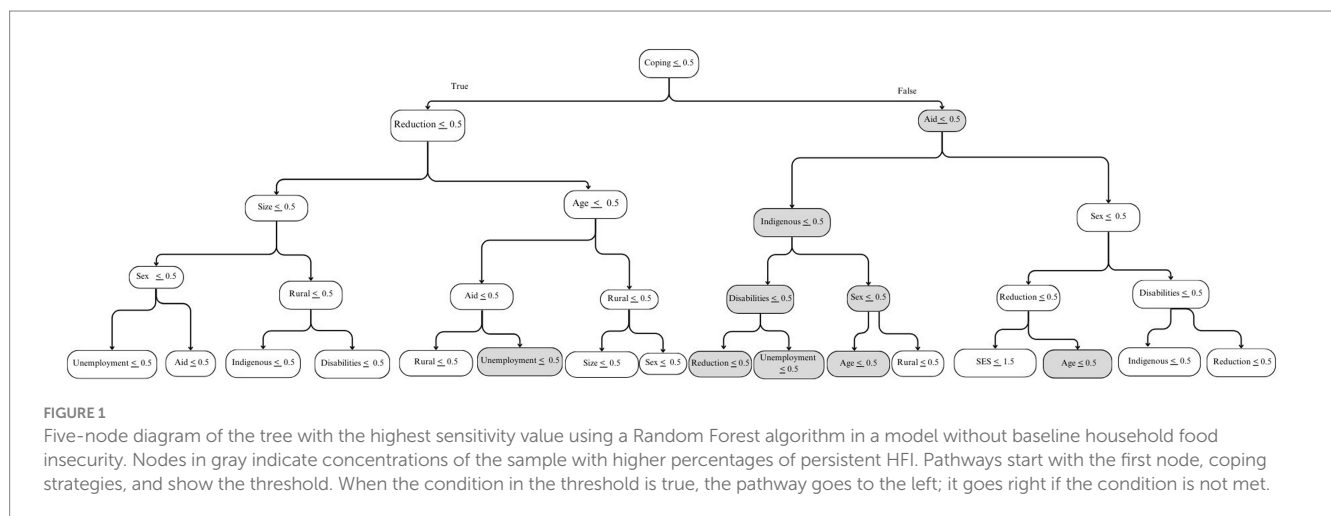 Coping ≤ 0.5
True
False
Reduction ≤ 0.5
Aid ≤ 0.5
Size ≤ 0.5
Age ≤ 0.5
Indigenous ≤ 0.5
Sex ≤ 0.5
Sex ≤ 0.5
Rural ≤ 0.5
Aid ≤ 0.5
Rural ≤ 0.5
Disabilities ≤ 0.5
Sex ≤ 0.5
Reduction ≤ 0.5
Disabilities ≤ 0.5
Unemployment ≤ 0.5
Aid ≤ 0.5
Indigenous ≤ 0.5
Disabilities ≤ 0.5
Rural ≤ 0.5
Unemployment ≤ 0.5
Size ≤ 0.5
Sex ≤ 0.5
Reduction ≤ 0.5
Unemployment
≤ 0.5
Age ≤ 0.5
Rural ≤ 0.5
SES ≤ 1.5
Age ≤ 0.5
Indigenous ≤ 0.5
Reduction ≤ 0.5
FIGURE 1
Five-node diagram of the tree with the highest sensitivity value using a Random Forest algorithm in a model without baseline household food
insecurity. Nodes in gray indicate concentrations of the sample with higher percentages of persistent HFI. Pathways start with the first node, coping
strategies, and show the threshold. When the condition in the threshold is true, the pathway goes to the left; it goes right if the condition is not met.